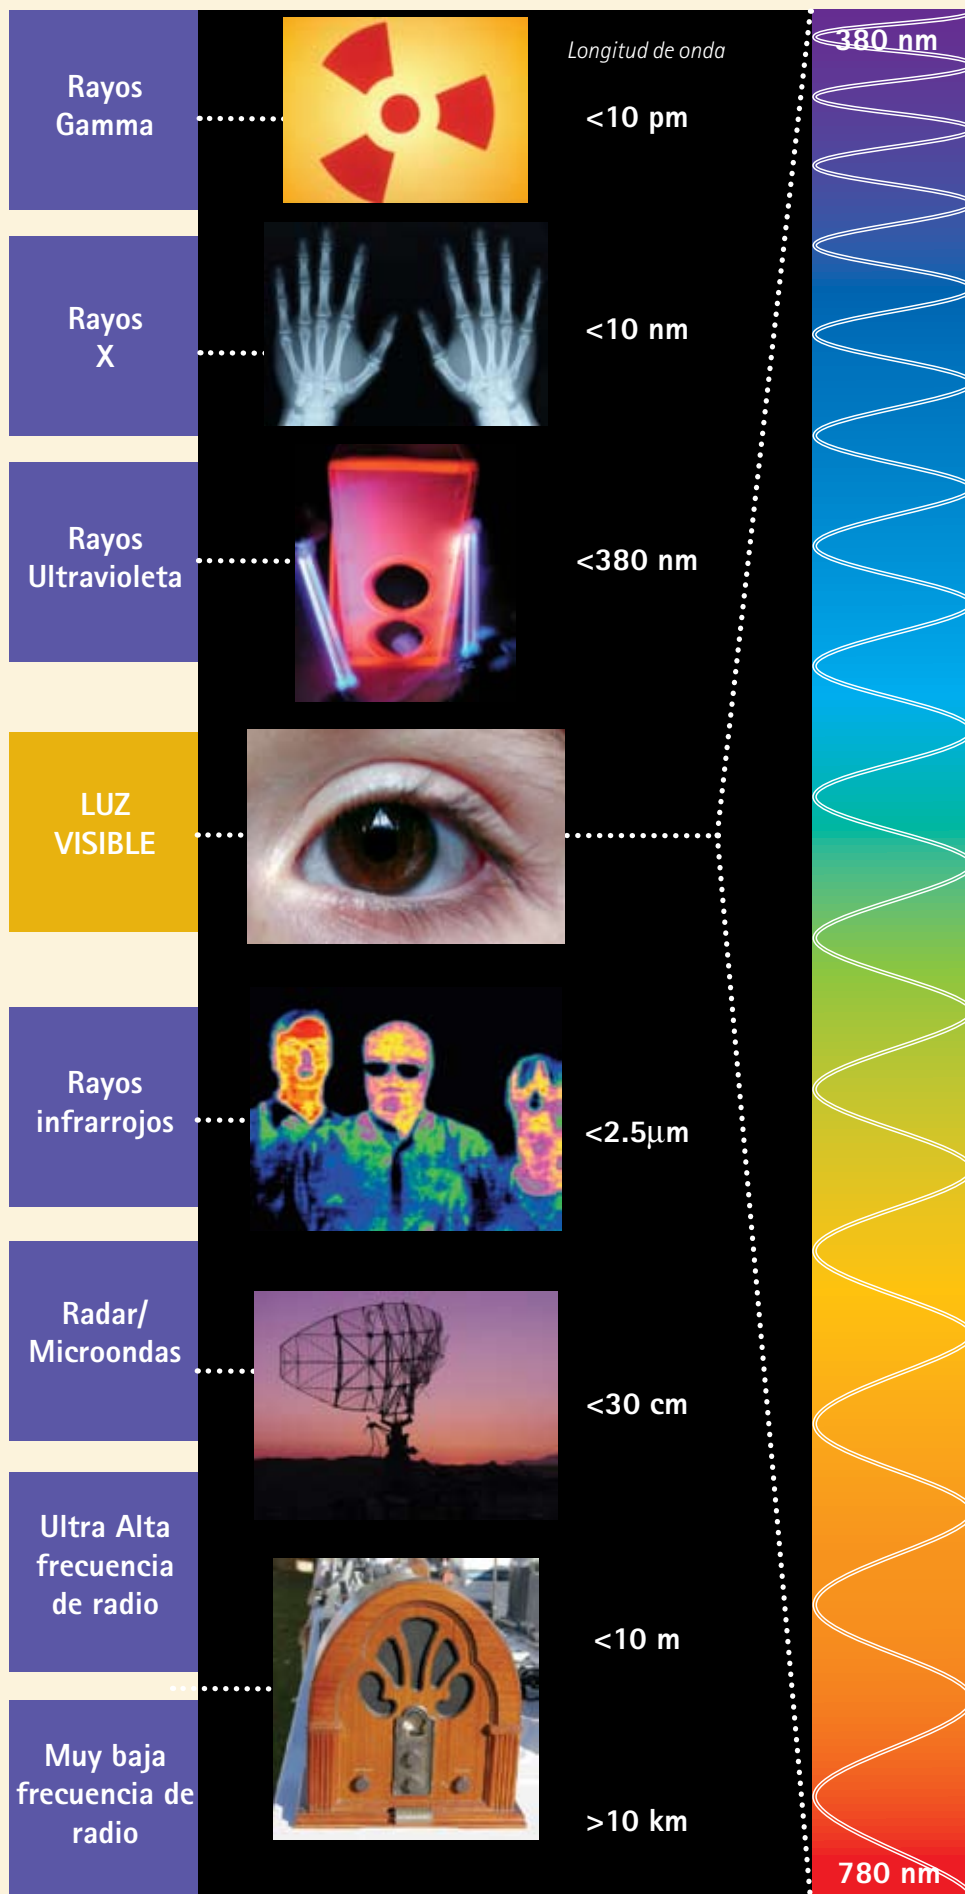 Longitud de onda
380 nm
Rayos
Gamma
<10 pm
Rayos
X
<10 nm
Rayos
Ultravioleta
<380 nm
LUZ
VISIBLE
Rayos
infrarrojos
<2.5µm
Radar/
Microondas
<30 cm
Ultra Alta
frecuencia
de radio
<10 m
Muy baja
frecuencia de
radio
>10 km
780 nm